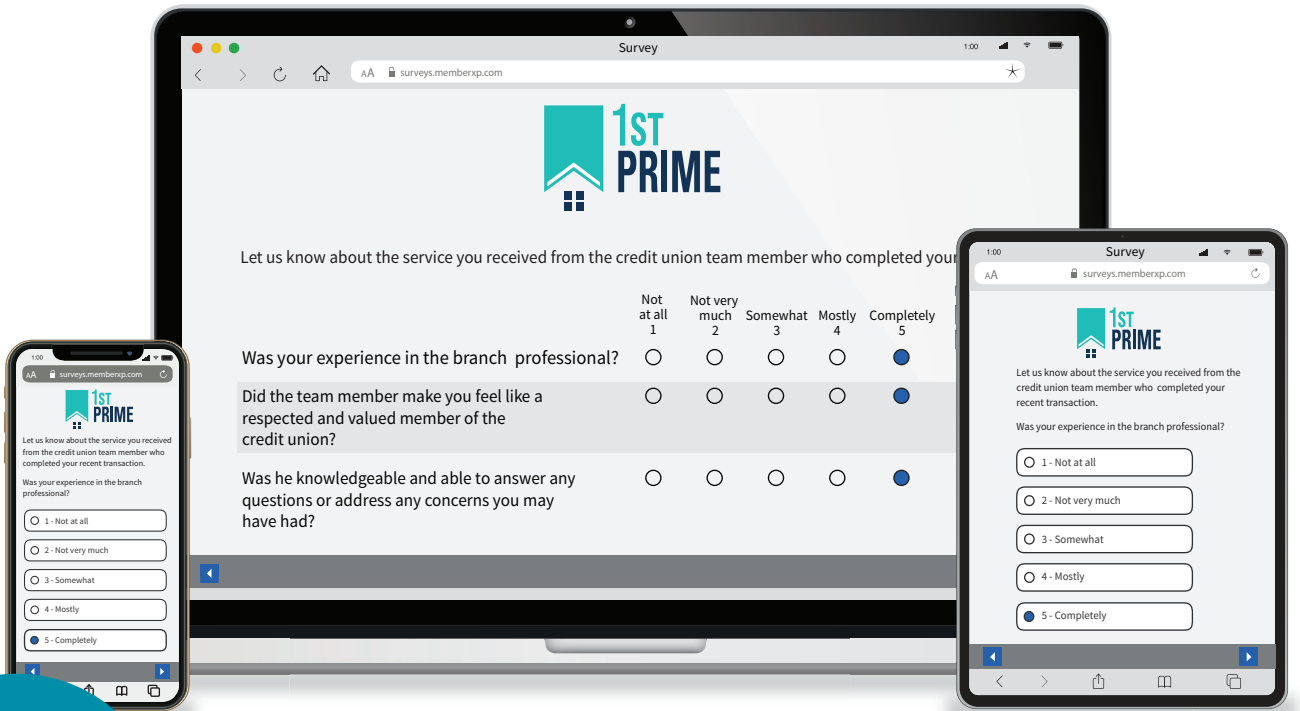 Survey
1:00
AA surveys.memberxp.com
1ST
PRIME
Let us know about the service you received from the credit union team member who completed your
Not at all 1
Not very much 2
Somewhat 3
Mostly 4
Completely 5
Was your experience in the branch professional?
Did the team member make you feel like a
respected and valued member of the
credit union?
Was he knowledgeable and able to answer any
questions or address any concerns you may
have had?
1:00
AA surveys.memberxp.com
1ST
PRIME
Let us know about the service you received
from the credit union team member who
completed your recent transaction.
Was your experience in the branch
professional?
1 - Not at all
2 - Not very much
3 - Somewhat
4 - Mostly
5 - Completely
1:00
Survey
AA surveys.memberxp.com
1ST
PRIME
Let us know about the service you received from the
credit union team member who completed your
recent transaction.
Was your experience in the branch professional?
1 - Not at all
2 - Not very much
3 - Somewhat
4 - Mostly
5 - Completely